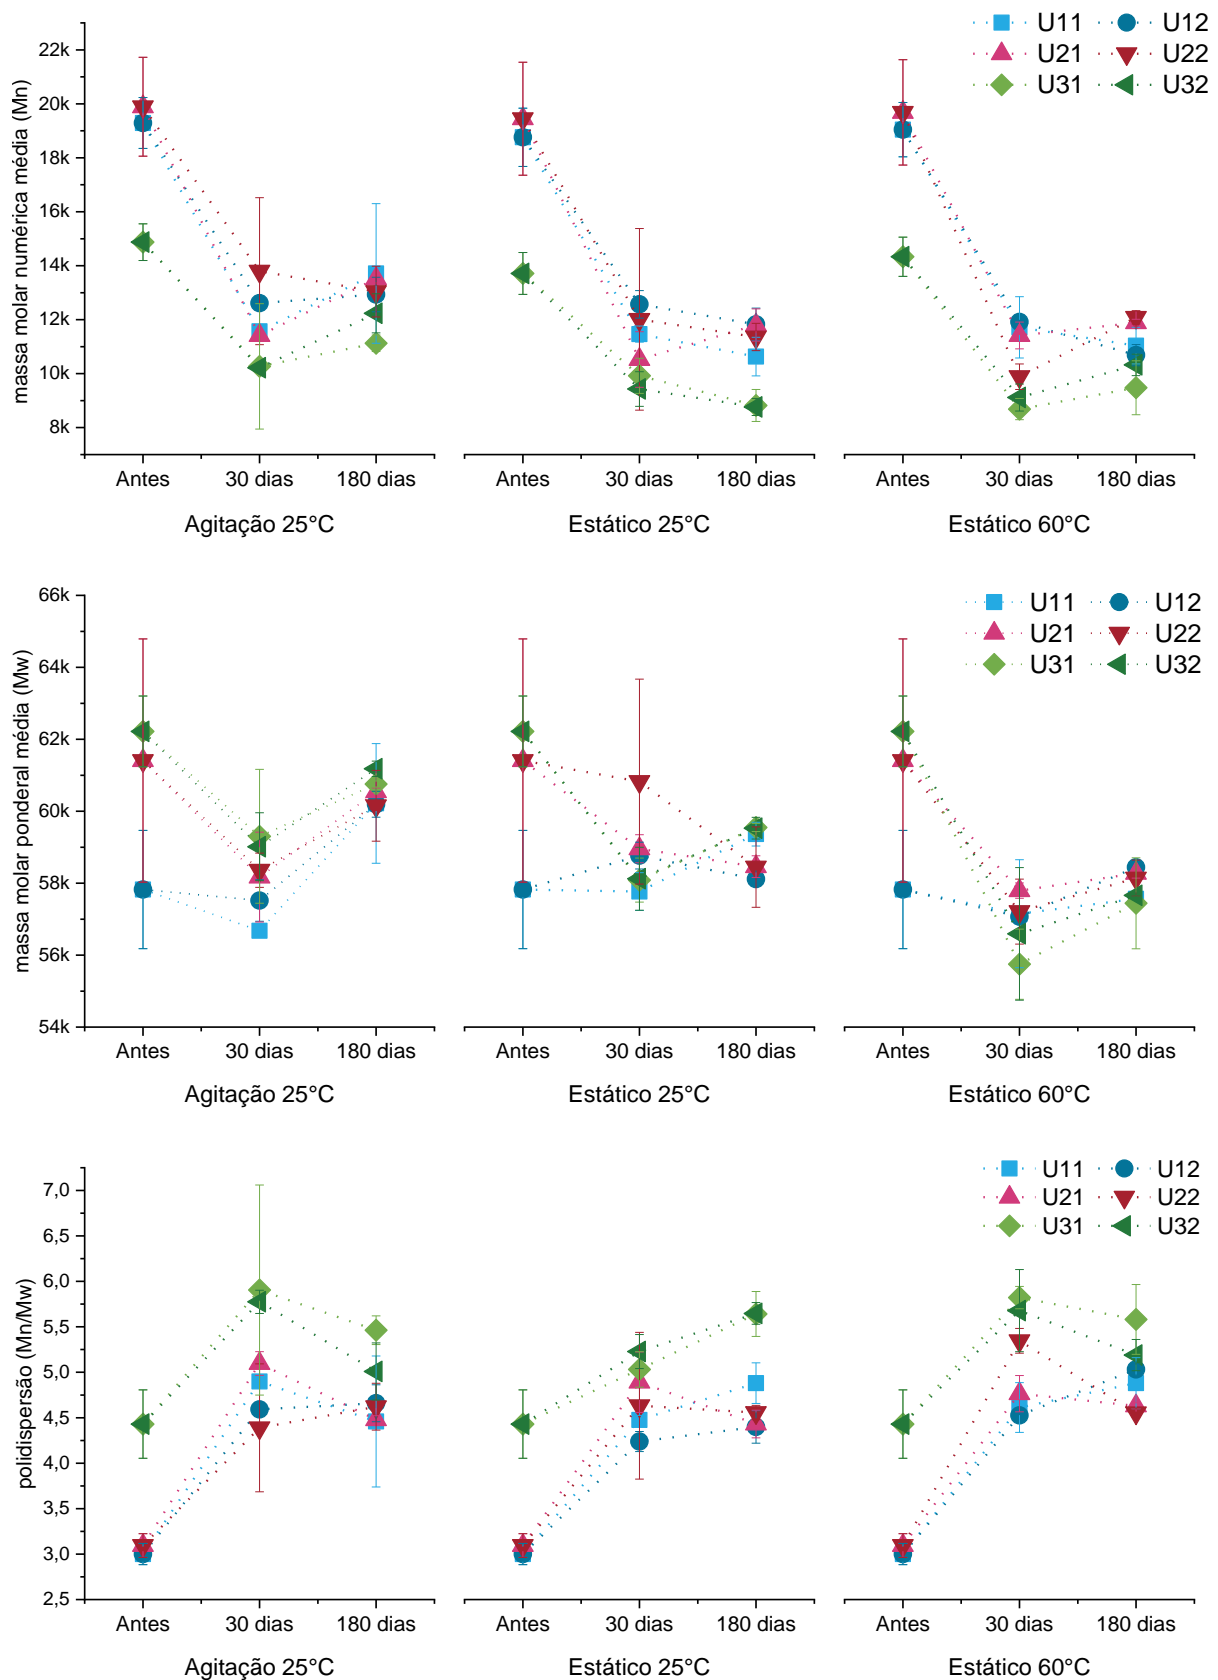 U11 U12
U21 U22
U31 U32
massa molar numérica média (Mn)
22k
20k
18k
16k
14k
12k
10k
8k
Antes 30 dias 180 dias Antes 30 dias 180 dias Antes 30 dias 180 dias
Agitação 25°C Estático 25°C Estático 60°C
U11 U12
U21 U22
U31 U32
massa molar ponderal média (Mw)
66k
64k
62k
60k
58k
56k
54k
Antes 30 dias 180 dias Antes 30 dias 180 dias Antes 30 dias 180 dias
Agitação 25°C Estático 25°C Estático 60°C
U11 U12
U21 U22
U31 U32
polidispersão (Mn/Mw)
7,0
6,5
6,0
5,5
5,0
4,5
4,0
3,5
3,0
2,5
Antes 30 dias 180 dias Antes 30 dias 180 dias Antes 30 dias 180 dias
Agitação 25°C Estático 25°C Estático 60°C